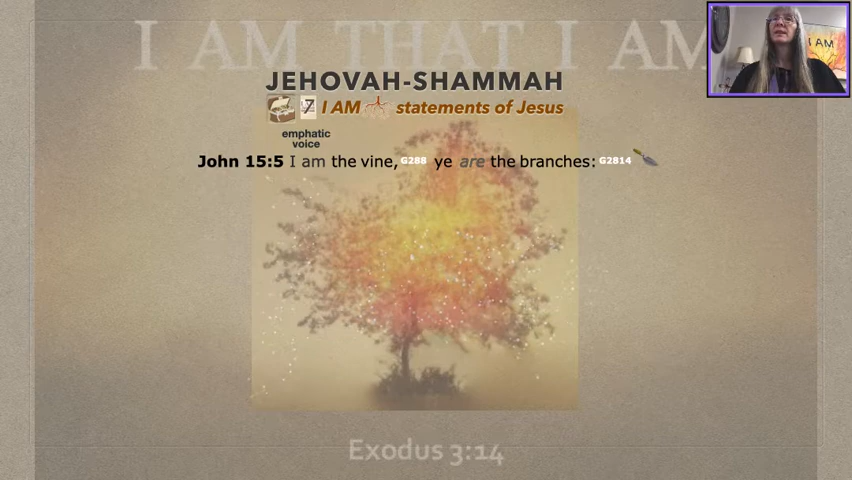 I AM THAT I AM
I AM
JEHOVAH-SHAMMAH
7 I AM statements of Jesus
emphatic
voice
John 15:5 I am the vine, G288 ye are the branches: G2814
Exodus 3:14